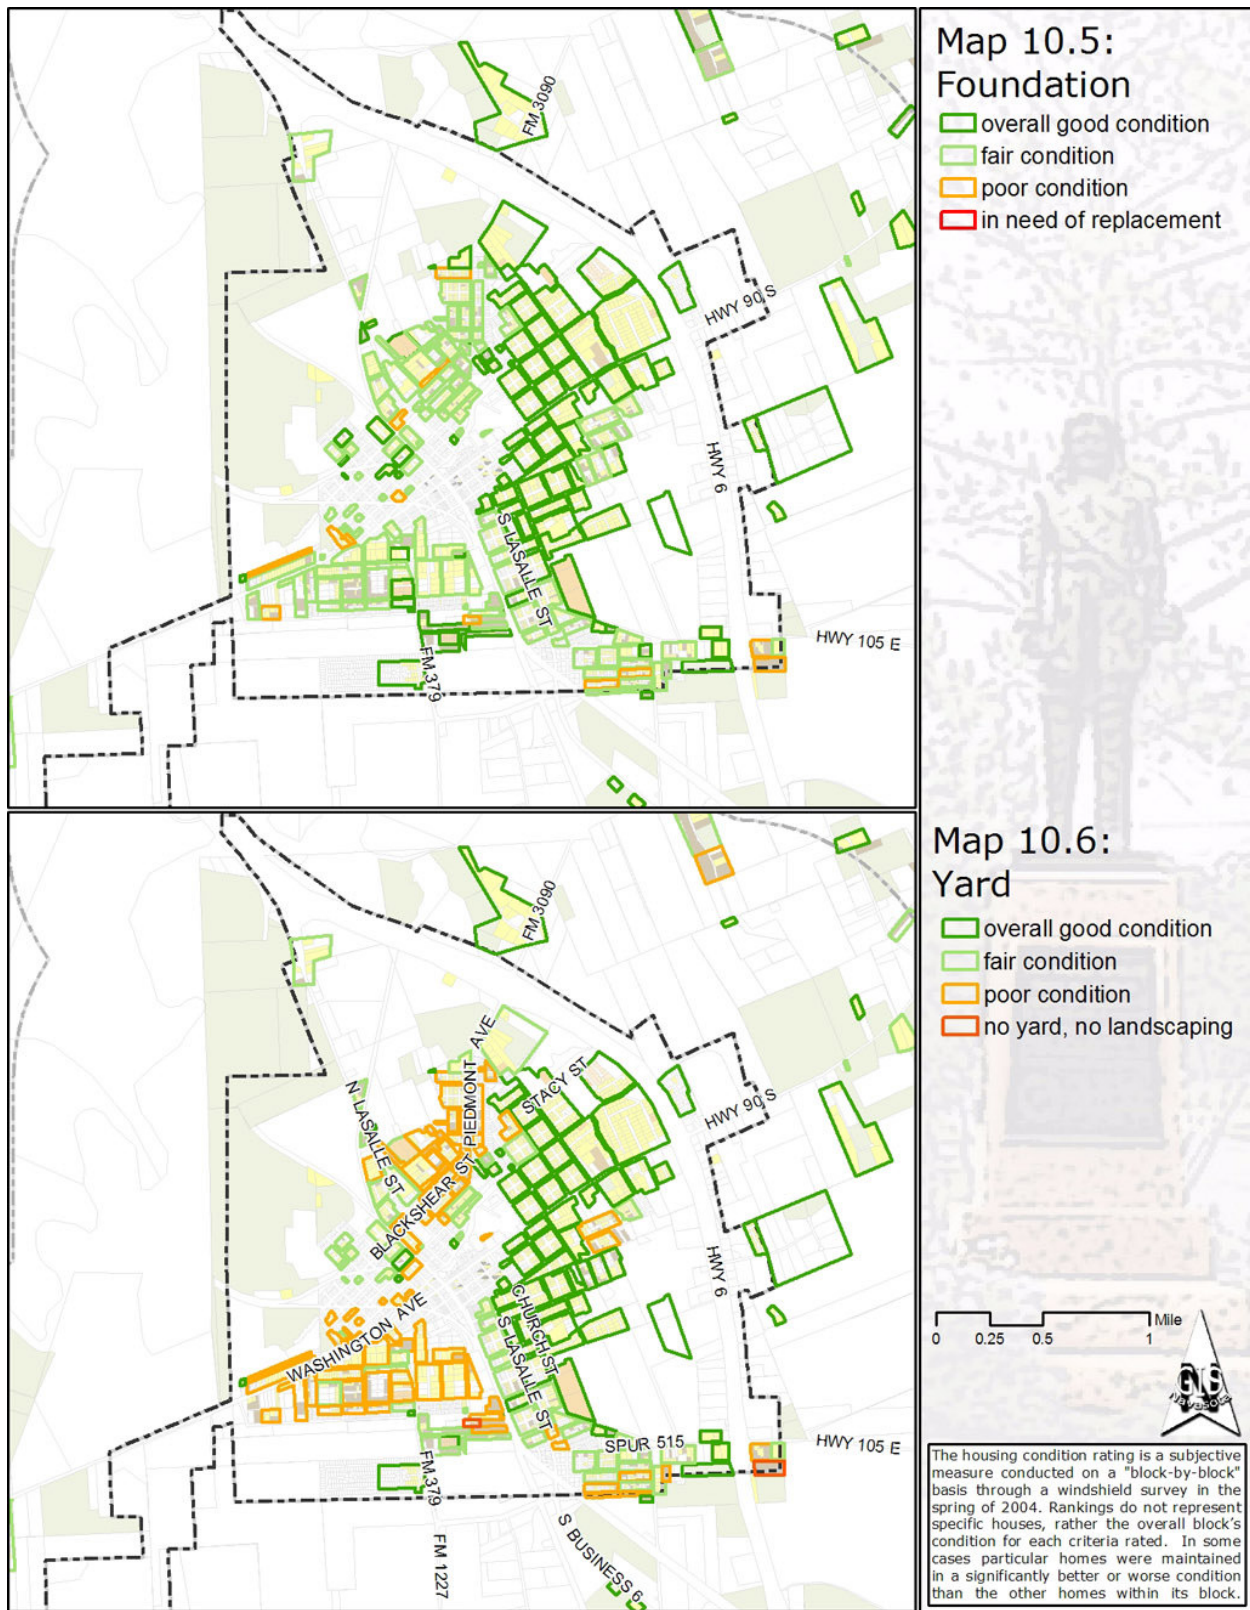 Map 10.5:
Foundation
overall good condition
fair condition
poor condition
in need of replacement
FM 3090
HWY 90 S
HWY 6
S LASALLE ST
HWY 105 E
FM 379
Map 10.6:
Yard
overall good condition
fair condition
poor condition
no yard, no landscaping
FM 3090
PIEDMONT AVE
STACY ST
HWY 90 S
N LASALLE ST
BLACKSHEAR ST
HWY 6
CHURCH ST
WASHINGTON AVE
S LASALLE ST
SPUR 515
HWY 105 E
FM 379
S BUSINESS 6
FM 1227
Mile
0 0.25 0.5 1
GIS
Navasota
The housing condition rating is a subjective
measure conducted on a "block-by-block"
basis through a windshield survey in the
spring of 2004. Rankings do not represent
specific houses, rather the overall block's
condition for each criteria rated. In some
cases particular homes were maintained
in a significantly better or worse condition
than the other homes within its block.